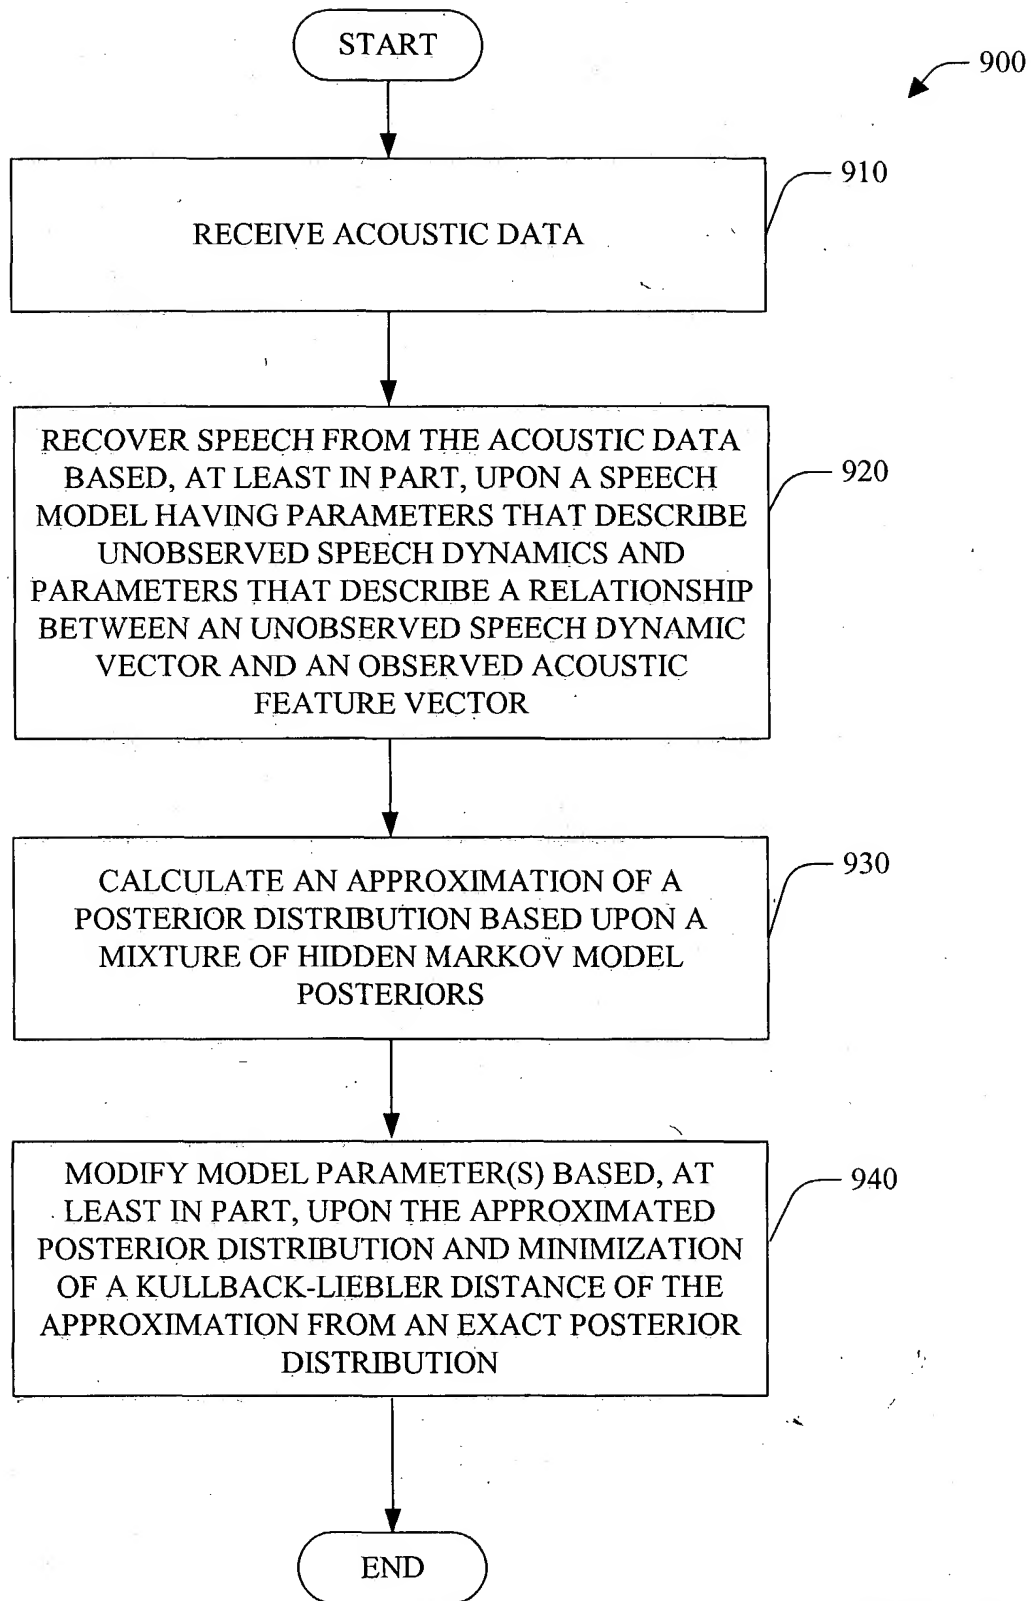 START
900
910
RECEIVE ACOUSTIC DATA
RECOVER SPEECH FROM THE ACOUSTIC DATA
BASED, AT LEAST IN PART, UPON A SPEECH
MODEL HAVING PARAMETERS THAT DESCRIBE
UNOBSERVED SPEECH DYNAMICS AND
PARAMETERS THAT DESCRIBE A RELATIONSHIP
BETWEEN AN UNOBSERVED SPEECH DYNAMIC
VECTOR AND AN OBSERVED ACOUSTIC
FEATURE VECTOR
920
CALCULATE AN APPROXIMATION OF A
POSTERIOR DISTRIBUTION BASED UPON A
MIXTURE OF HIDDEN MARKOV MODEL
POSTERIORS
930
MODIFY MODEL PARAMETER(S) BASED, AT
LEAST IN PART, UPON THE APPROXIMATED
POSTERIOR DISTRIBUTION AND MINIMIZATION
OF A KULLBACK-LIEBLER DISTANCE OF THE
APPROXIMATION FROM AN EXACT POSTERIOR
DISTRIBUTION
940
END